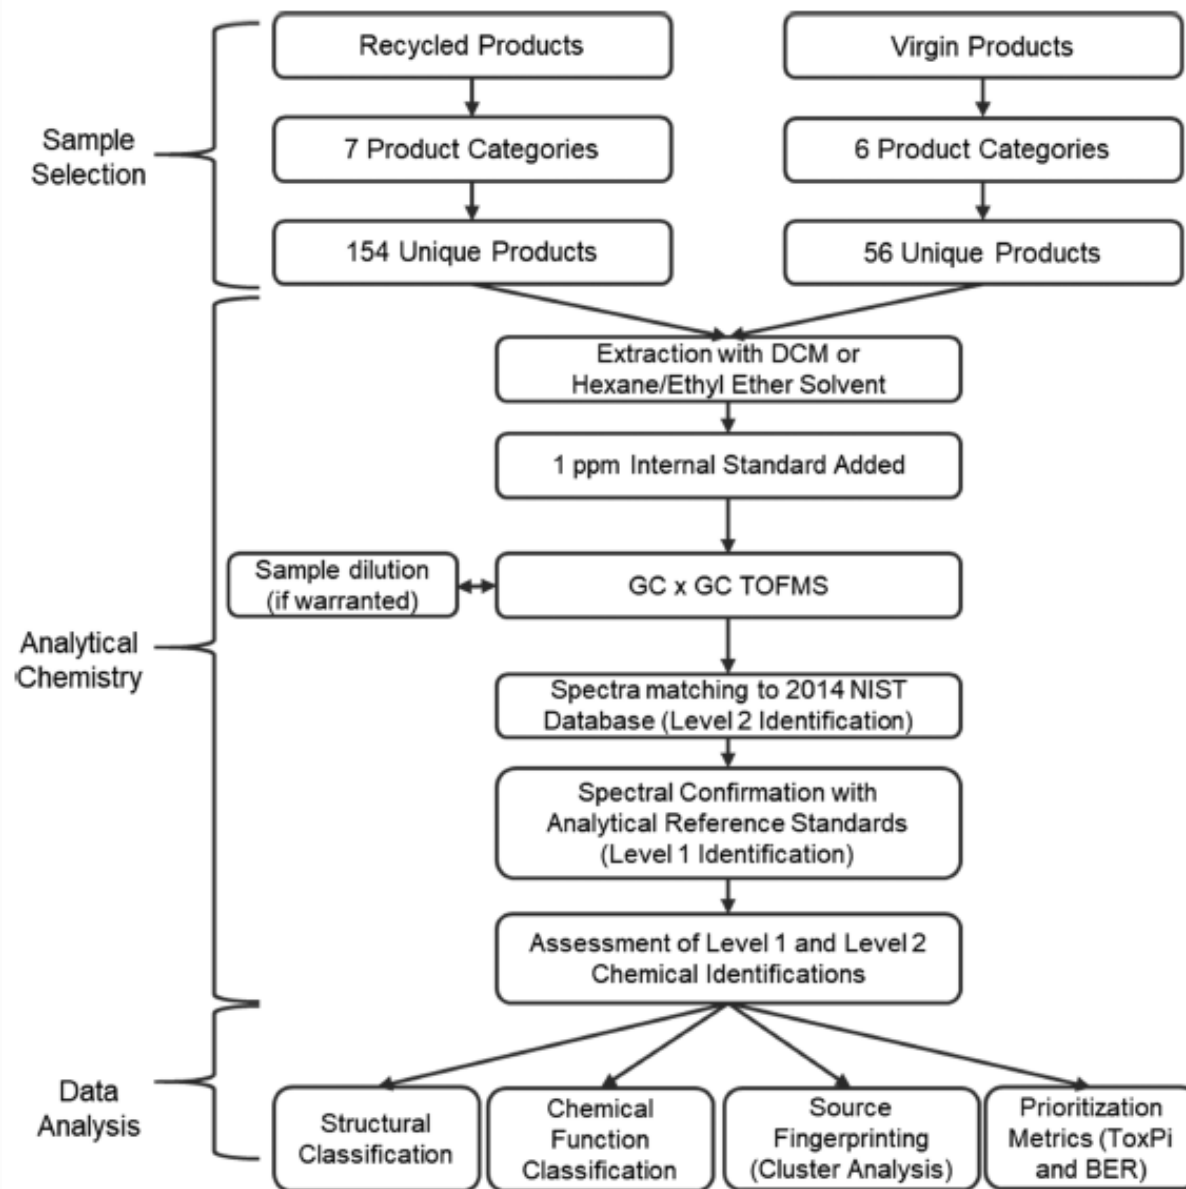 Recycled Products
Virgin Products
Sample
Selection
7 Product Categories
6 Product Categories
154 Unique Products
56 Unique Products
Extraction with DCM or
Hexane/Ethyl Ether Solvent
1 ppm Internal Standard Added
Sample dilution
(if warranted)
GC x GC TOFMS
Analytical
Chemistry
Spectra matching to 2014 NIST
Database (Level 2 Identification)
Spectral Confirmation with
Analytical Reference Standards
(Level 1 Identification)
Assessment of Level 1 and Level 2
Chemical Identifications
Data
Analysis
Structural
Classification
Chemical
Function
Classification
Source
Fingerprinting
(Cluster Analysis)
Prioritization
Metrics (ToxPi
and BER)